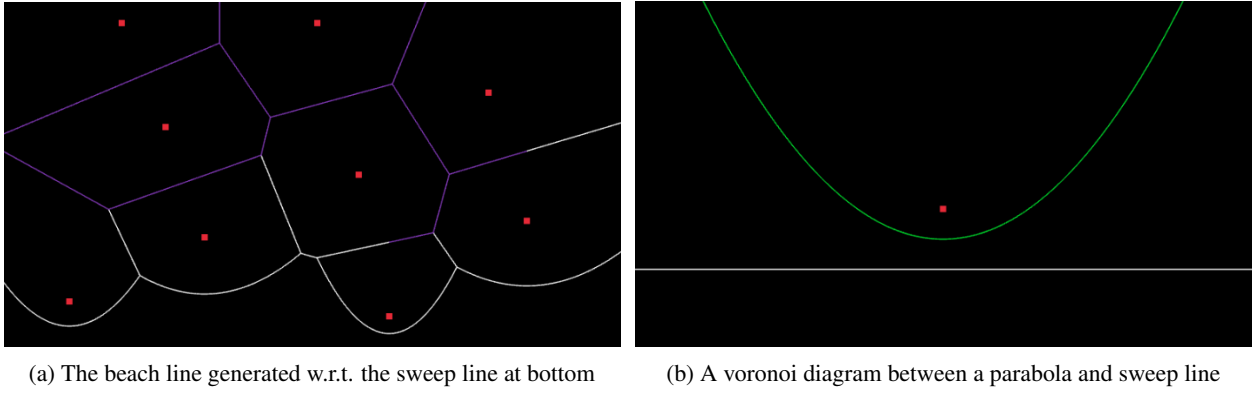 (a) The beach line generated w.r.t. the sweep line at bottom
(b) A voronoi diagram between a parabola and sweep line